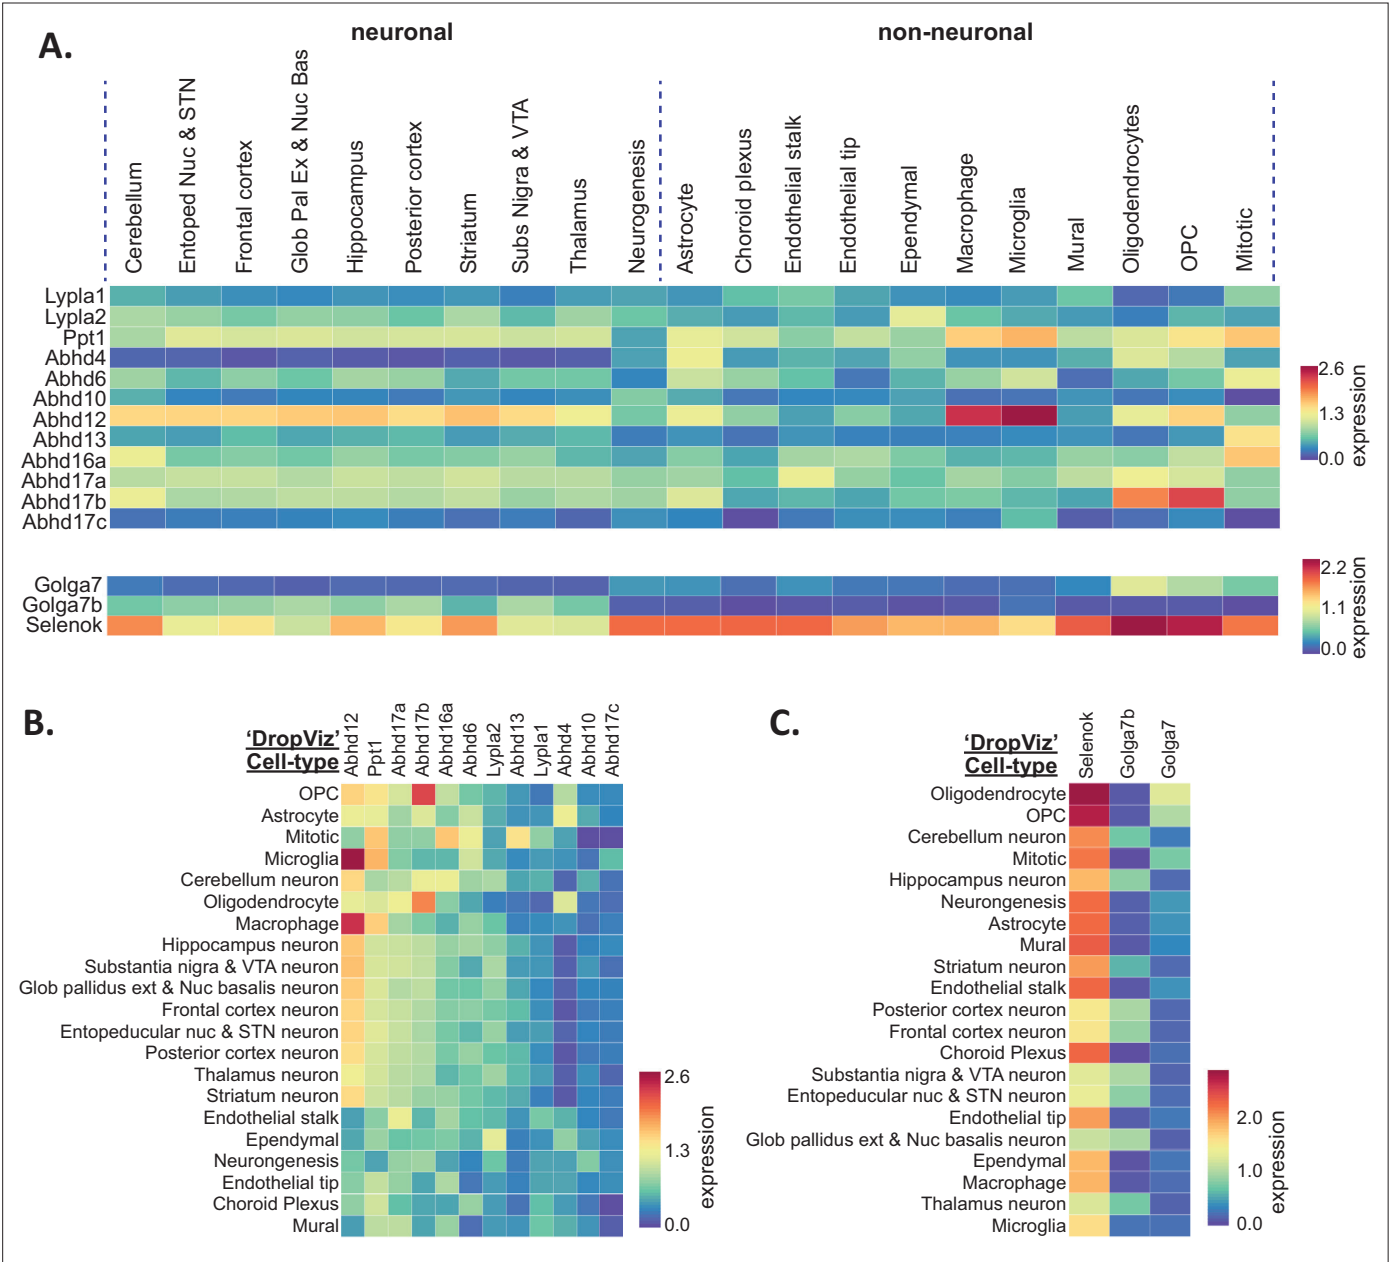 A.
neuronal
non-neuronal
Cerebellum
Entoped Nuc & STN
Frontal cortex
Glob Pal Ex & Nuc Bas
Hippocampus
Posterior cortex
Striatum
Subs Nigra & VTA
Thalamus
Neurogenesis
Astrocyte
Choroid plexus
Endothelial stalk
Endothelial tip
Ependymal
Macrophage
Microglia
Mural
Oligodendrocytes
OPC
Mitotic
Lypla1
Lypla2
Ppt1
Abhd4
Abhd6
Abhd10
Abhd12
Abhd13
Abhd16a
Abhd17a
Abhd17b
Abhd17c
2.6
1.3
0.0
expression
Golga7
Golga7b
Selenok
2.2
1.1
0.0
expression
B.
'DropViz'
Cell-type
Abhd12
Ppt1
Abhd17a
Abhd17b
Abhd16a
Abhd6
Lypla2
Abhd13
Lypla1
Abhd4
Abhd10
Abhd17c
OPC
Astrocyte
Mitotic
Microglia
Cerebellum neuron
Oligodendrocyte
Macrophage
Hippocampus neuron
Substantia nigra & VTA neuron
Glob pallidus ext & Nuc basalis neuron
Frontal cortex neuron
Entopeducular nuc & STN neuron
Posterior cortex neuron
Thalamus neuron
Striatum neuron
Endothelial stalk
Ependymal
Neurongenesis
Endothelial tip
Choroid Plexus
Mural
2.6
1.3
0.0
expression
C.
'DropViz'
Cell-type
Selenok
Golga7b
Golga7
Oligodendrocyte
OPC
Cerebellum neuron
Mitotic
Hippocampus neuron
Neurongenesis
Astrocyte
Mural
Striatum neuron
Endothelial stalk
Posterior cortex neuron
Frontal cortex neuron
Choroid Plexus
Substantia nigra & VTA neuron
Entopeducular nuc & STN neuron
Endothelial tip
Glob pallidus ext & Nuc basalis neuron
Ependymal
Macrophage
Thalamus neuron
Microglia
2.0
1.0
0.0
expression